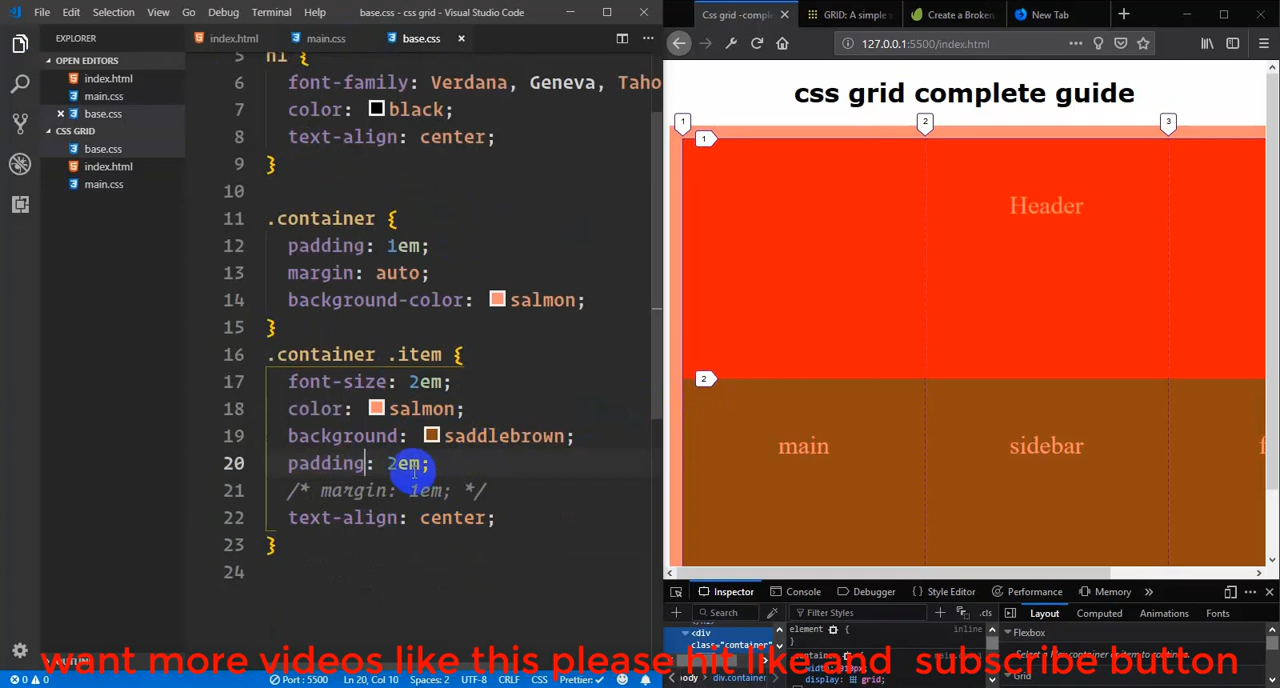 File Edit Selection View Go Debug Terminal Help base.css - css grid - Visual Studio Code
EXPLORER
OPEN EDITORS
index.html
main.css
base.css
CSS GRID
base.css
index.html
main.css
OUTLINE
index.html main.css base.css
5 h1 {
6 font-family: Verdana, Geneva, Taho
7 color: black;
8 text-align: center;
9 }
10
11 .container {
12 padding: 1em;
13 margin: auto;
14 background-color: salmon;
15 }
16 .container .item {
17 font-size: 2em;
18 color: salmon;
19 background: saddlebrown;
20 padding: 2em;
21 /* margin: 1em; */
22 text-align: center;
23 }
24
0 0 Port : 5500 Ln 20, Col 10 Spaces: 2 UTF-8 CRLF CSS Prettier: ✓
Css grid -comple GRID: A simple v Create a Broken New Tab
127.0.0.1:5500/index.html
css grid complete guide
1 2 3
1
Header
2
main sidebar f
Inspector Console Debugger Style Editor Performance Memory
Search Filter Styles .cls Layout Computed Animations Fonts
<div
class="container"
body div.container
element { inline
}
display: grid;
Flexbox
Grid
want more videos like this please hit like and subscribe button